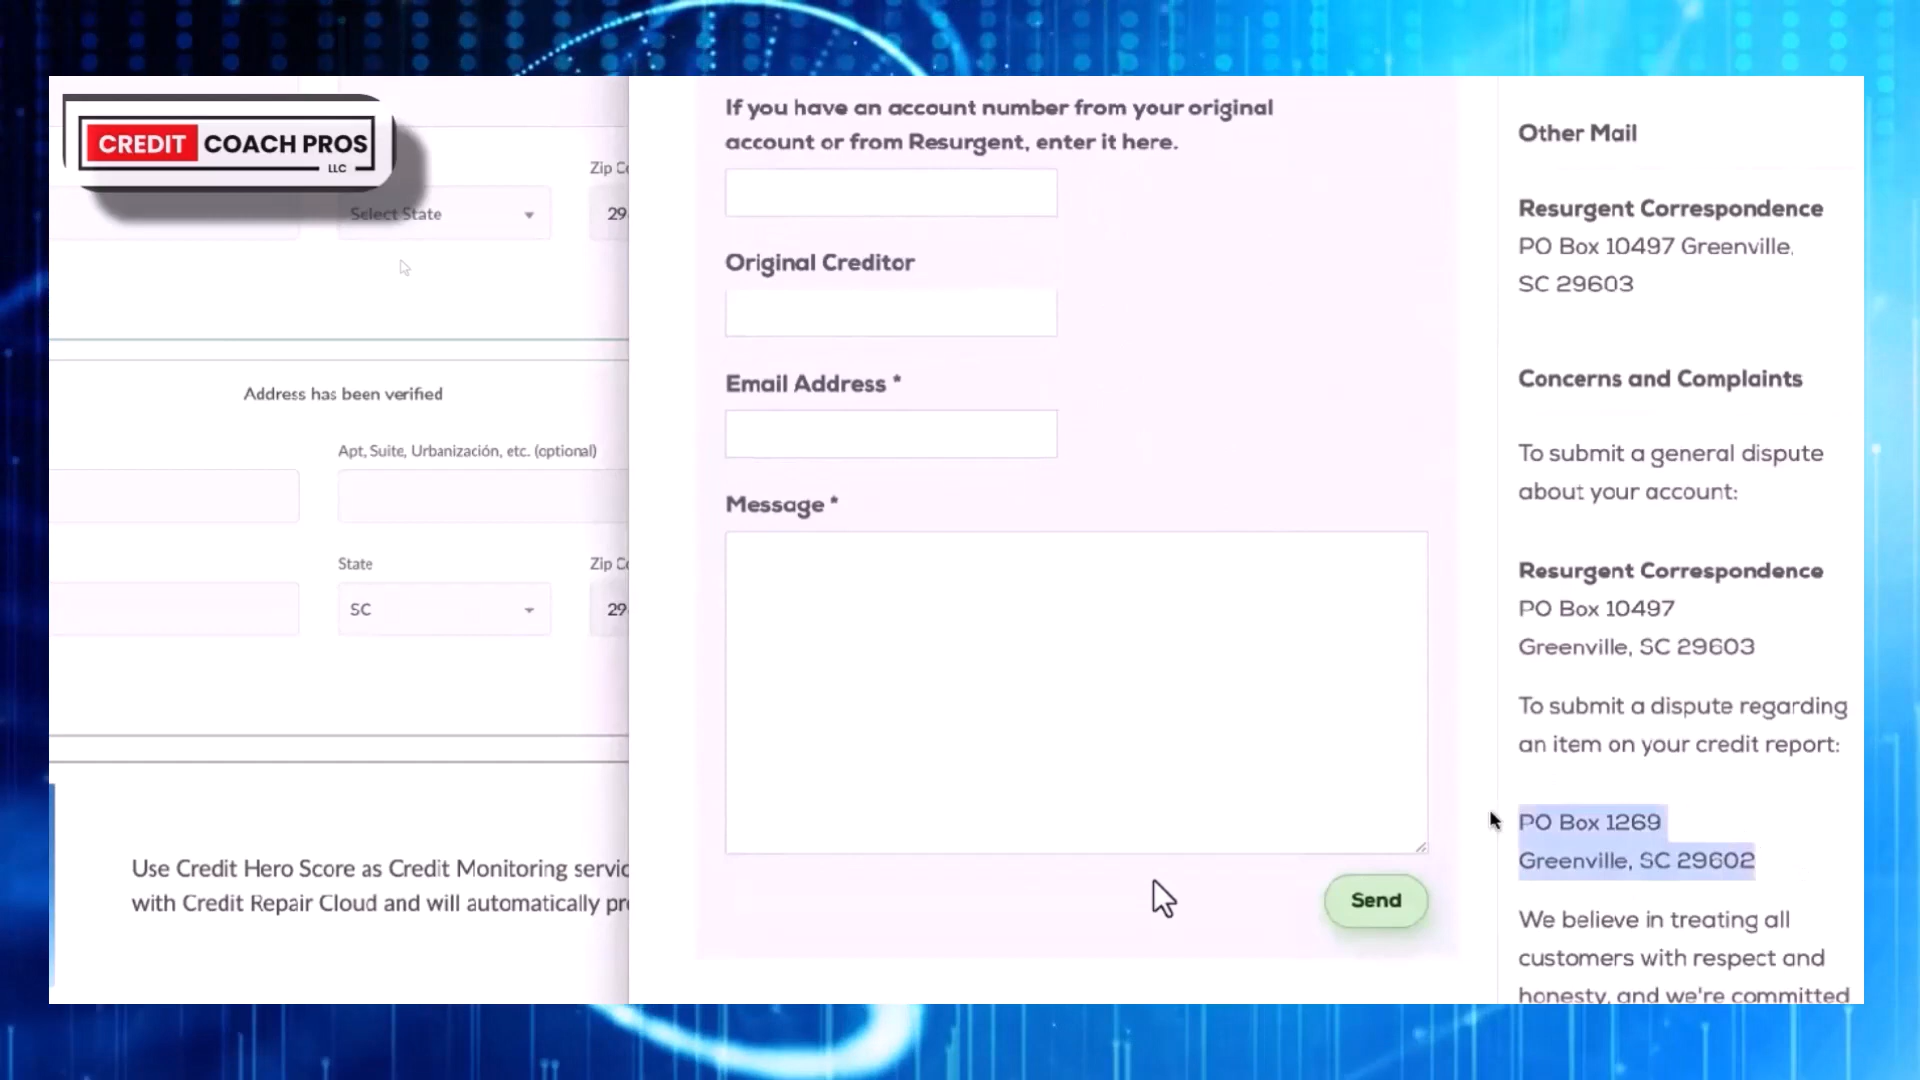 CREDIT COACH PROS
LLC
Select State
Zip
29
Address has been verified
Apt, Suite, Urbanización, etc. (optional)
State
Zip
SC
29
Use Credit Hero Score as Credit Monitoring
with Credit Repair Cloud and will automatically
If you have an account number from your original
account or from Resurgent, enter it here.
Original Creditor
Email Address *
Message *
Send
Other Mail
Resurgent Correspondence
PO Box 10497 Greenville,
SC 29603
Concerns and Complaints
To submit a general dispute
about your account:
Resurgent Correspondence
PO Box 10497
Greenville, SC 29603
To submit a dispute regarding
an item on your credit report:
PO Box 1269
Greenville, SC 29602
We believe in treating all
customers with respect and
honesty, and we're committed